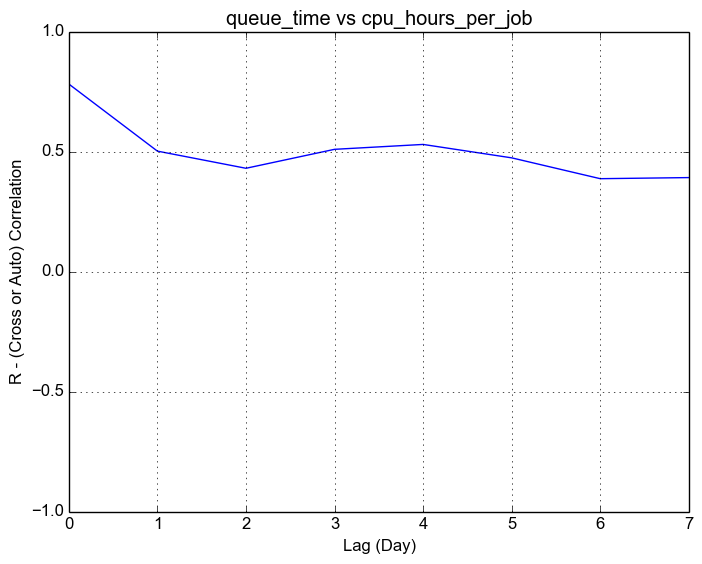 queue_time vs cpu_hours_per_job
1.0
0.5
0.0
−0.5
−1.0
R - (Cross or Auto) Correlation
0 1 2 3 4 5 6 7
Lag (Day)